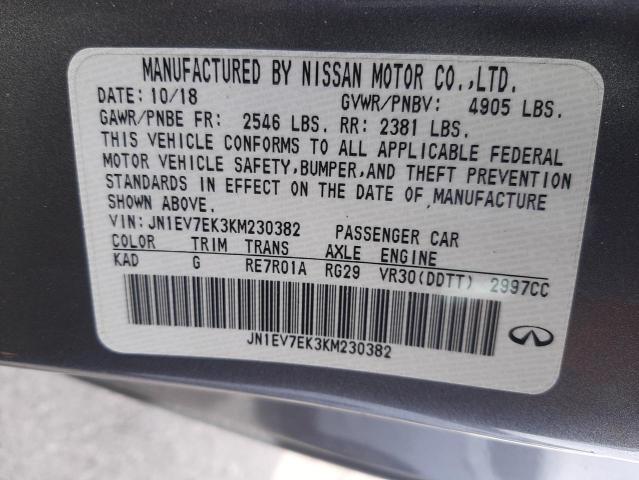 MANUFACTURED BY NISSAN MOTOR CO.,LTD.
DATE: 10/18 GVWR/PNBV: 4905 LBS.
GAWR/PNBE FR: 2546 LBS. RR: 2381 LBS.
THIS VEHICLE CONFORMS TO ALL APPLICABLE FEDERAL
MOTOR VEHICLE SAFETY,BUMPER,AND THEFT PREVENTION
STANDARDS IN EFFECT ON THE DATE OF MANUFACTURE
SHOWN ABOVE.
VIN: JN1EV7EK3KM230382 PASSENGER CAR
COLOR TRIM TRANS AXLE ENGINE
KAD G RE7R01A RG29 VR30(DDTT) 2997CC
JN1EV7EK3KM230382